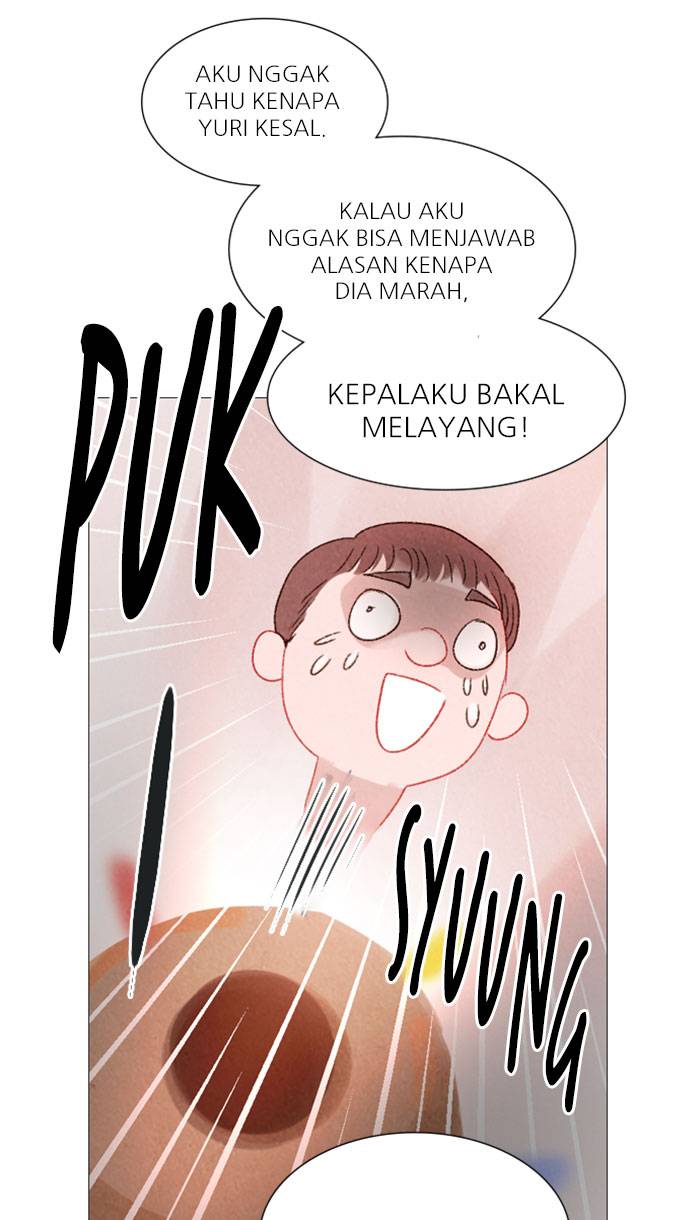 AKU NGGAK
TAHU KENAPA
YURI KESAL.
KALAU AKU
NGGAK BISA MENJAWAB
ALASAN KENAPA
DIA MARAH,
KEPALAKU BAKAL
MELAYANG!
PUK
SYUUNG